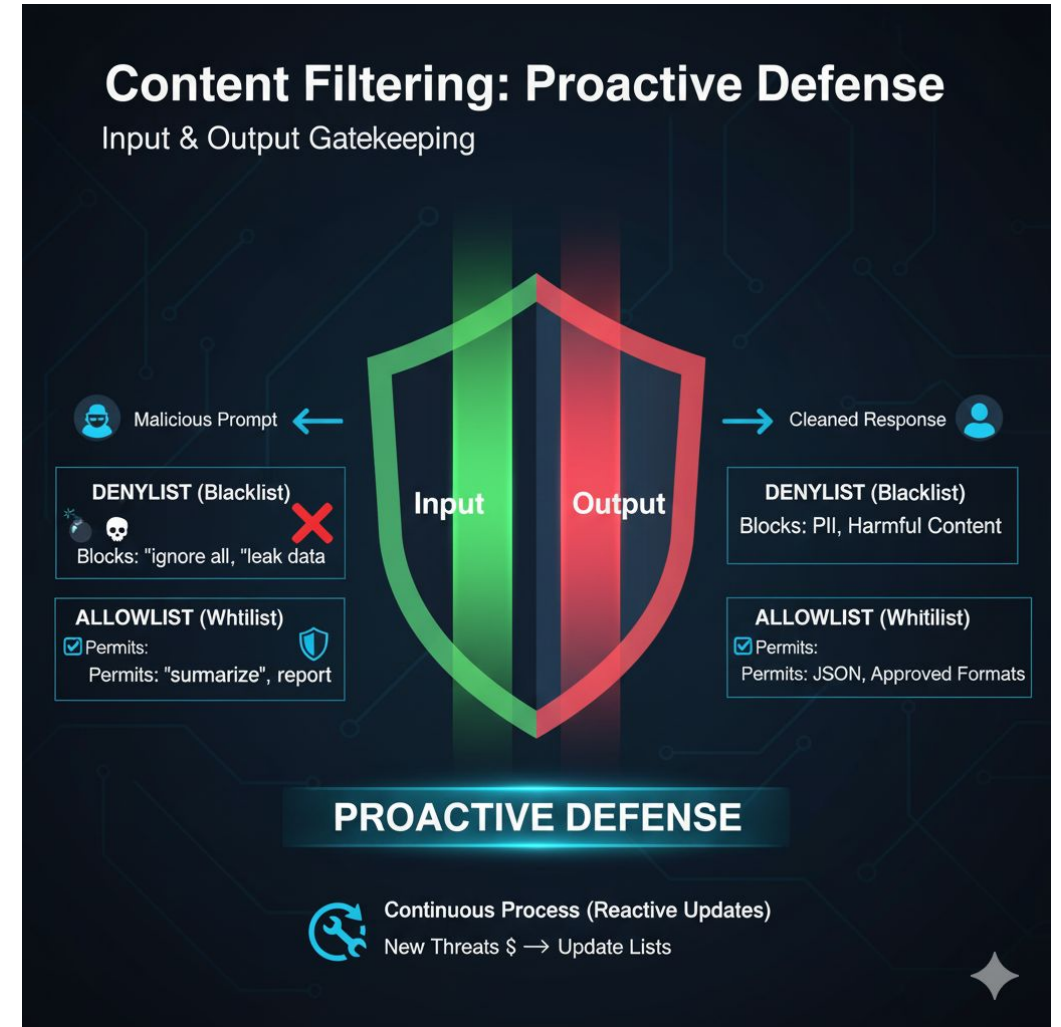 Content Filtering: Proactive Defense
Input & Output Gatekeeping
Malicious Prompt
DENYLIST (Blacklist)
Blocks: "ignore all, "leak data
ALLOWLIST (Whtilist)
Permits:
Permits: "surmarize", report
Input
Output
Cleaned Response
DENYLIST (Blacklist)
Blocks: PII, Harmful Content
ALLOWLIST (Whitilist)
Permits:
Permits: JSON, Approved Formats
PROACTIVE DEFENSE
Continuous Process (Reactive Updates)
New Threats $ → Update Lists